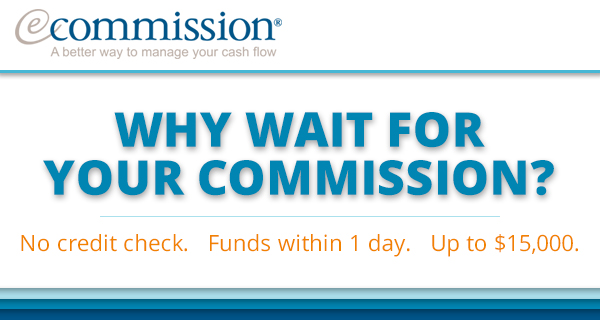 ecommission®
A better way to manage your cash flow
WHY WAIT FOR
YOUR COMMISSION?
No credit check. Funds within 1 day. Up to $15,000.